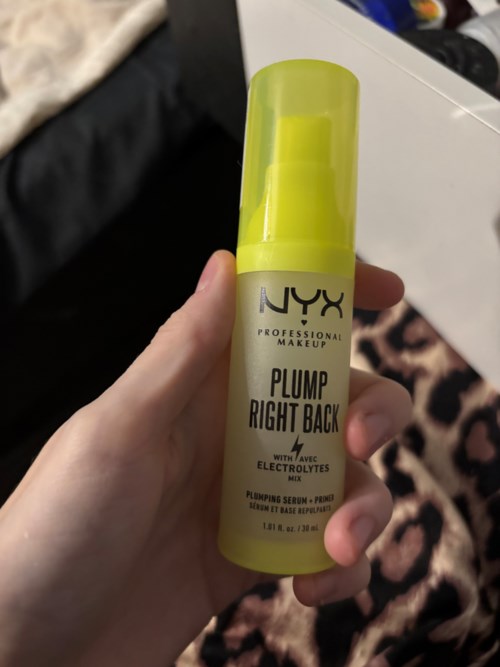 NYX
PROFESSIONAL
MAKEUP
PLUMP
RIGHT BACK
WITH AVEC
ELECTROLYTES
MIX
PLUMPING SERUM + PRIMER
SÉRUM ET BASE REPULPANTS
1.01 fl. oz. / 30 mL